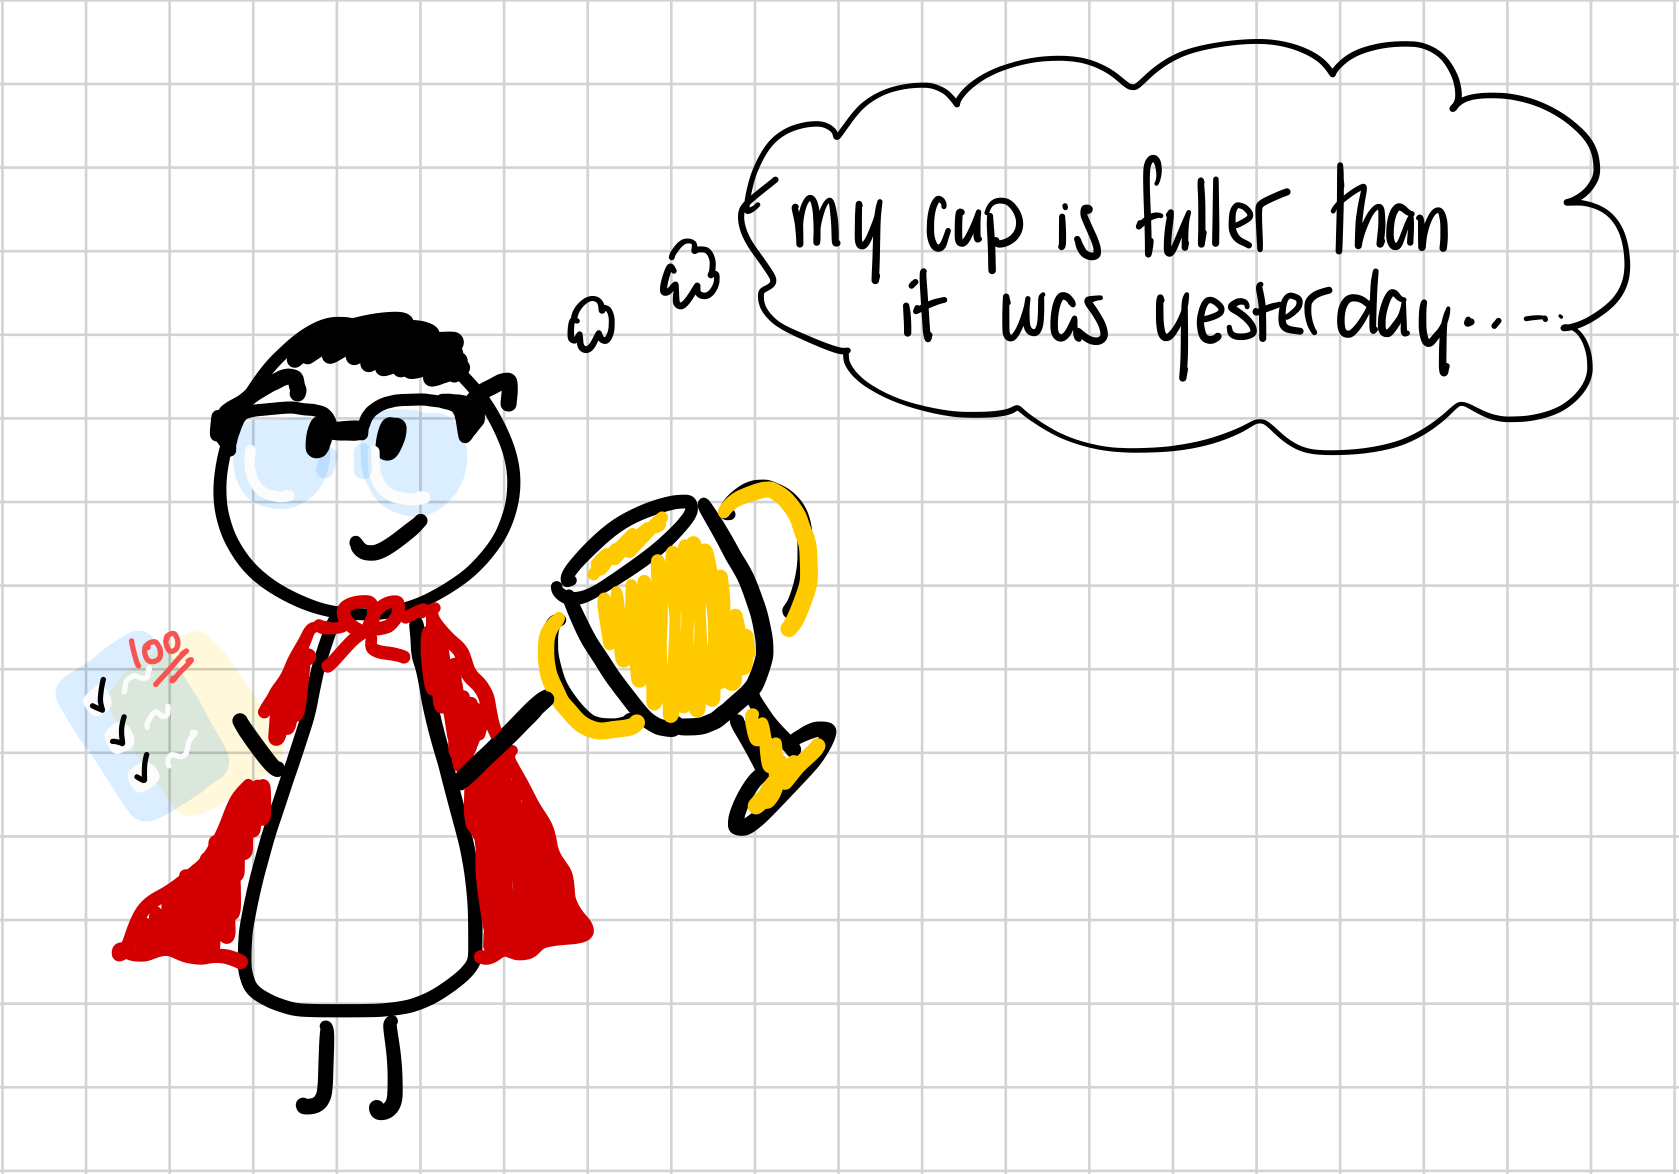 100
my cup is fuller than
it was yesterday.....